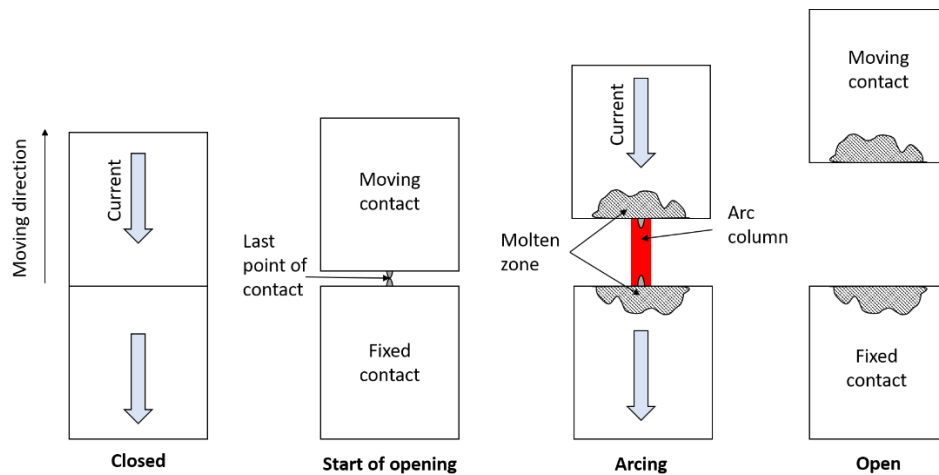 Moving direction
Current
Closed
Moving
contact
Last
point of
contact
Fixed
contact
Start of opening
Current
Molten
zone
Arc
column
Arcing
Moving
contact
Fixed
contact
Open